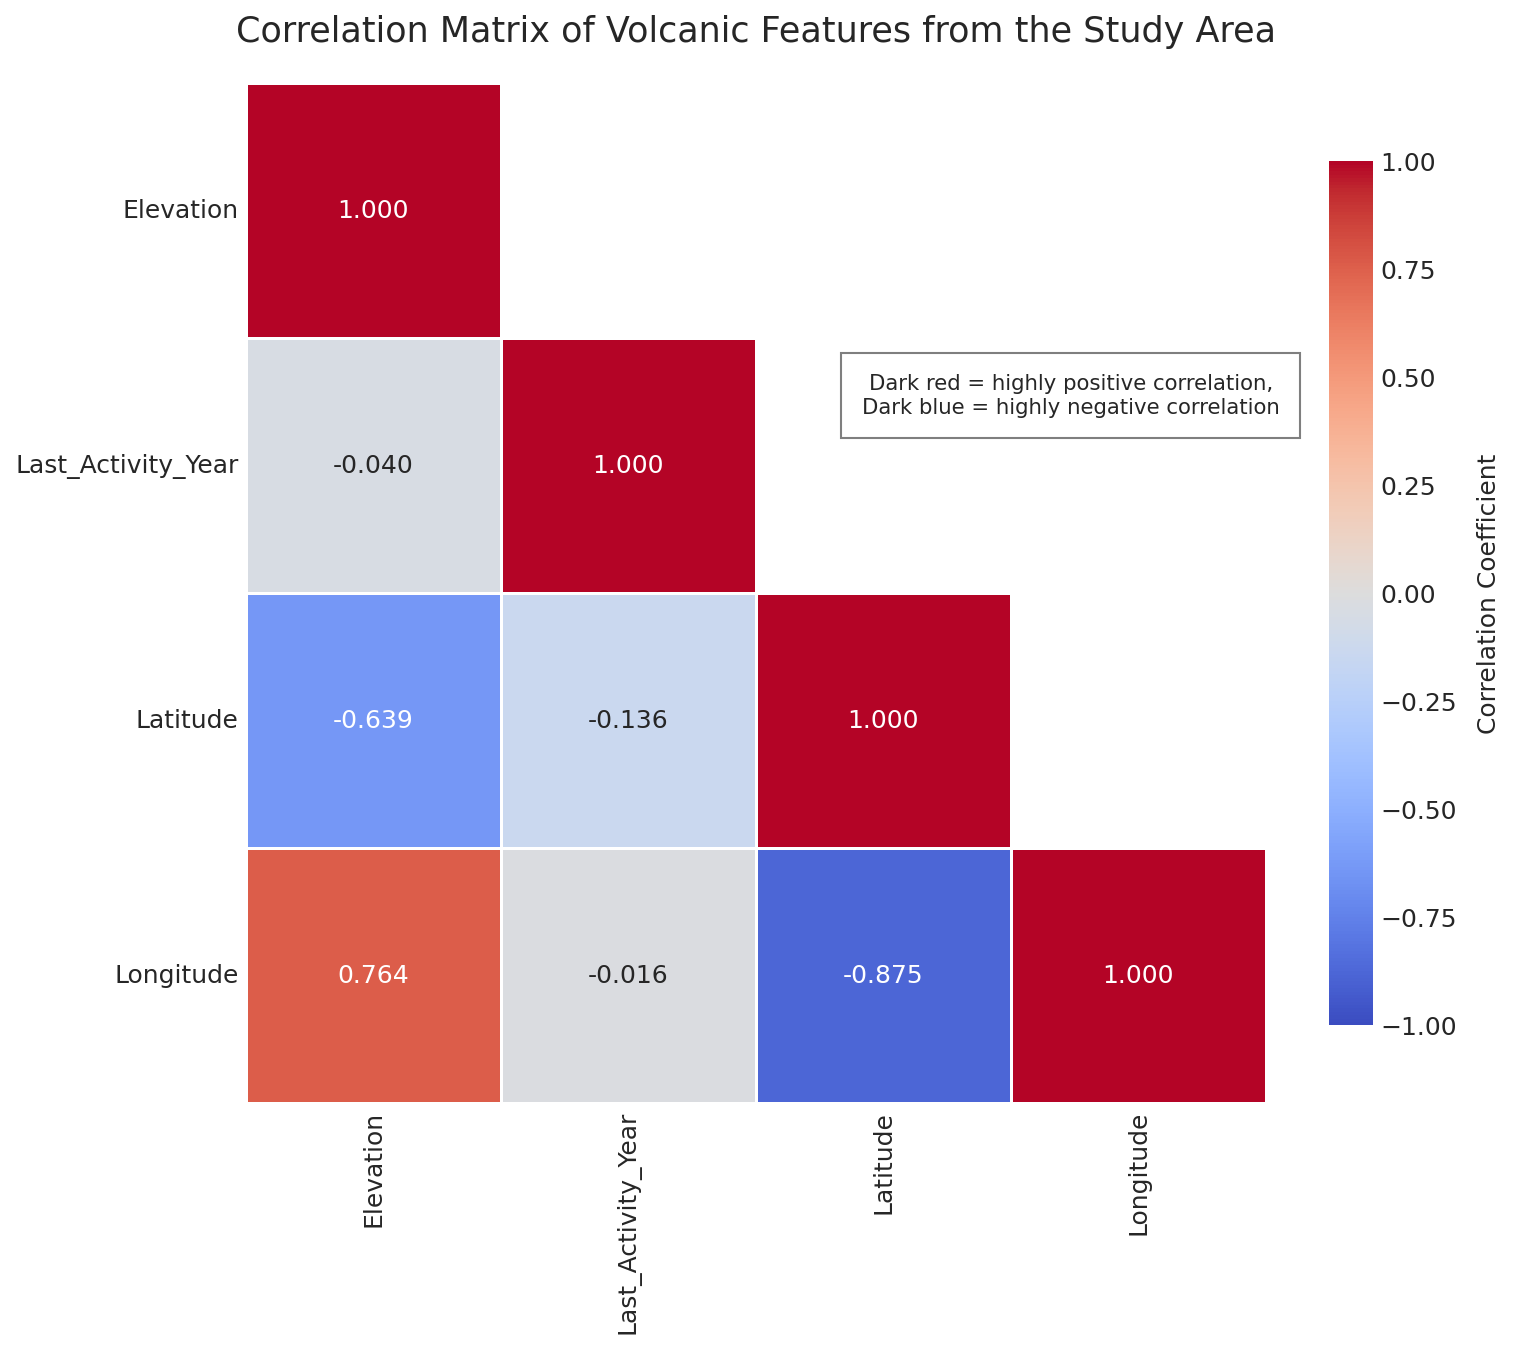 Correlation Matrix of Volcanic Features from the Study Area
Elevation
1.000
Last_Activity_Year
-0.040
1.000
Dark red = highly positive correlation,
Dark blue = highly negative correlation
Latitude
-0.639
-0.136
1.000
Longitude
0.764
-0.016
-0.875
1.000
Elevation
Last_Activity_Year
Latitude
Longitude
1.00
0.75
0.50
0.25
0.00
−0.25
−0.50
−0.75
−1.00
Correlation Coefficient